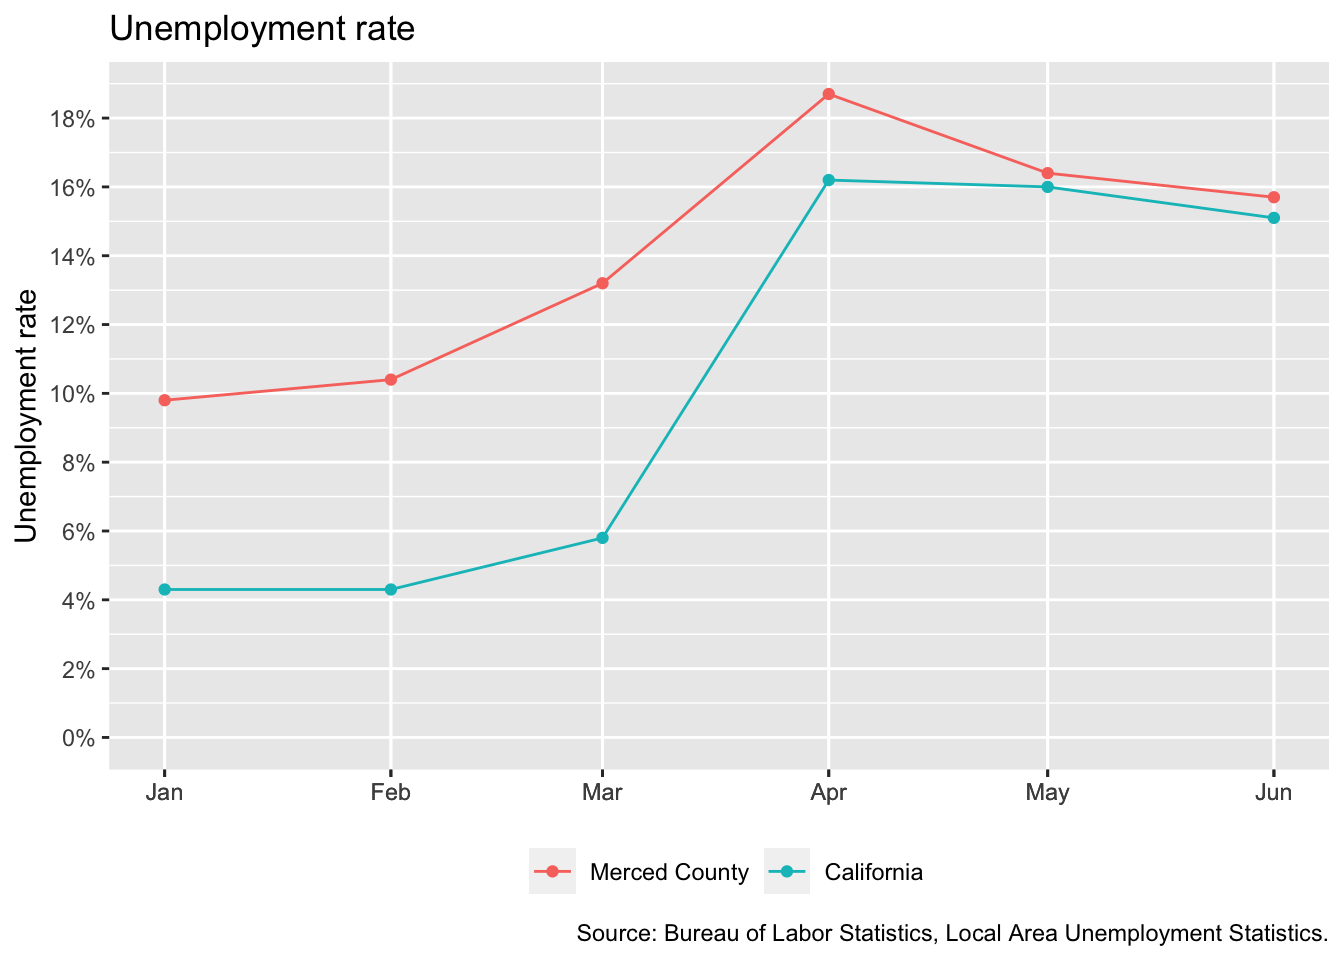 Unemployment rate
Unemployment rate
18%
16%
14%
12%
10%
8%
6%
4%
2%
0%
Jan Feb Mar Apr May Jun
Merced County California
Source: Bureau of Labor Statistics, Local Area Unemployment Statistics.